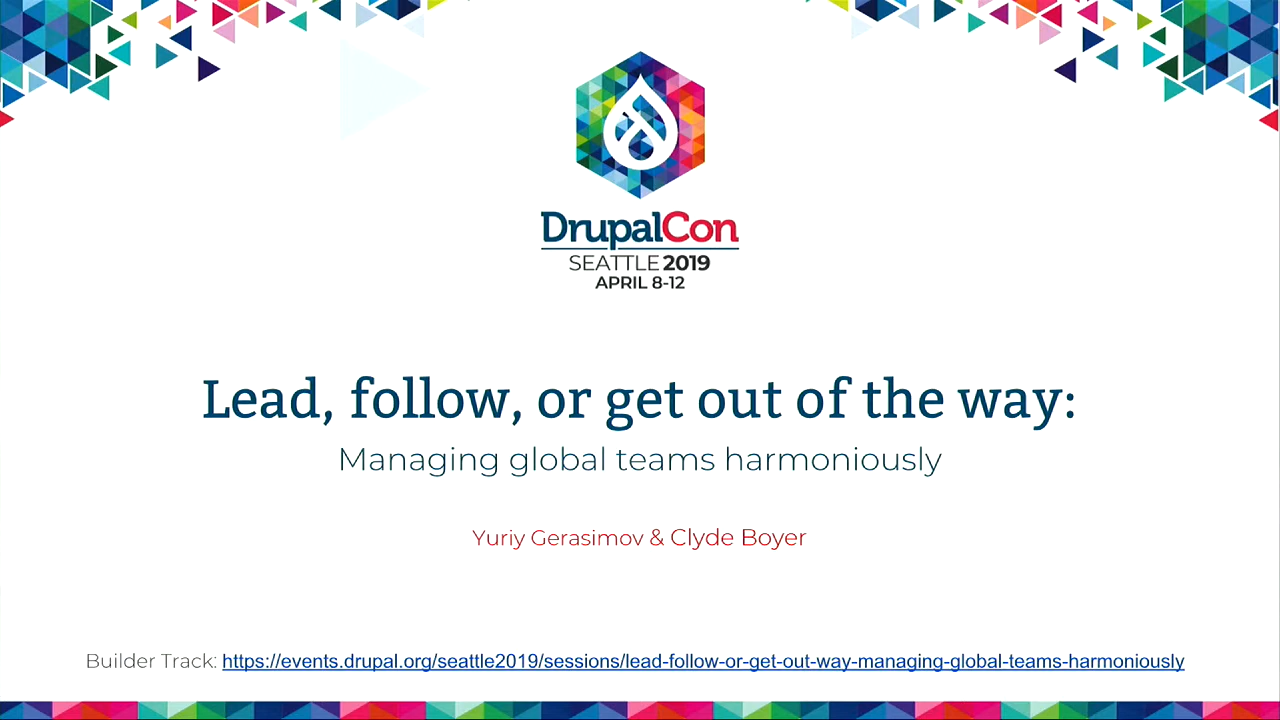 DrupalCon
SEATTLE 2019
APRIL 8-12
Lead, follow, or get out of the way:
Managing global teams harmoniously
Yuriy Gerasimov & Clyde Boyer
Builder Track: https://events.drupal.org/seattle2019/sessions/lead-follow-or-get-out-way-managing-global-teams-harmoniously